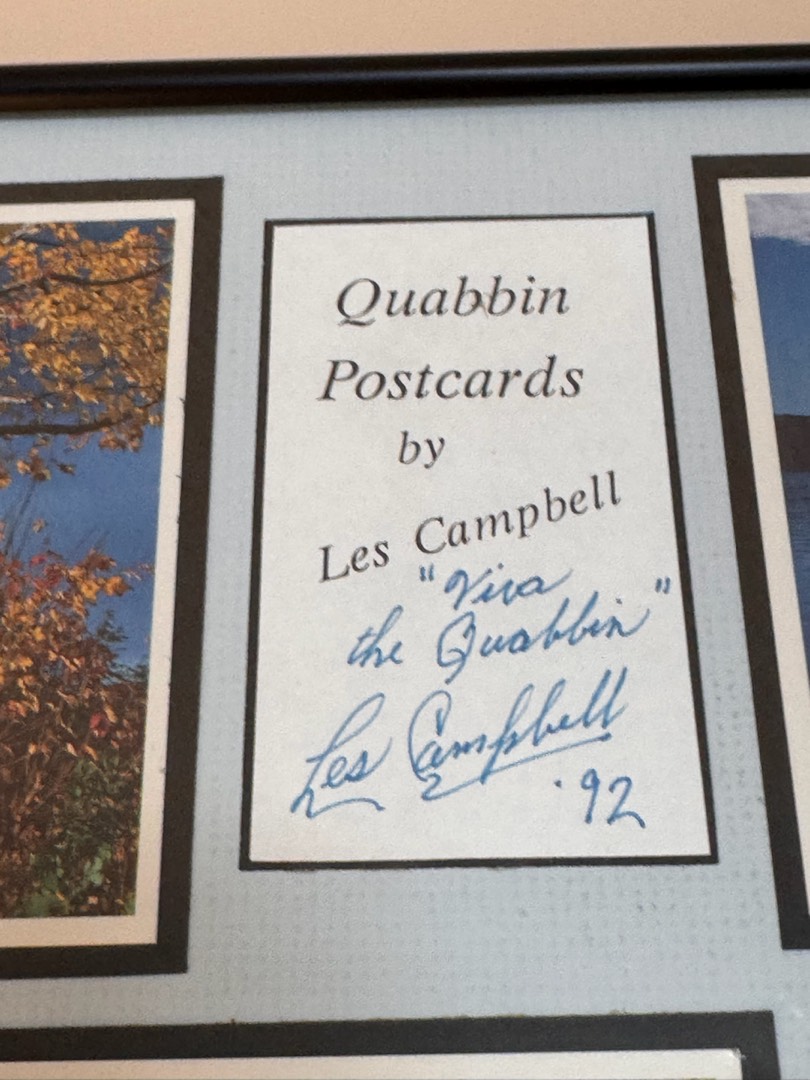 Quabbin
Postcards
by
Les Campbell
"Viva
the Quabbin"
Les Campbell
'92